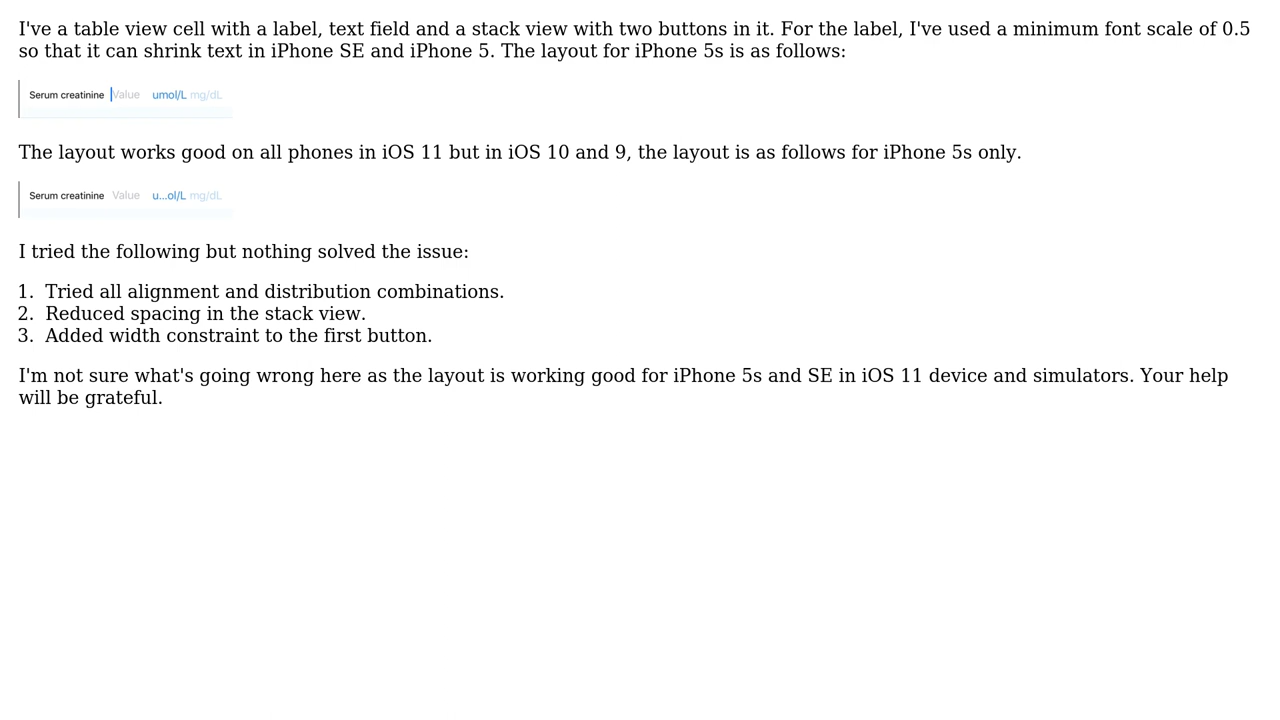 I've a table view cell with a label, text field and a stack view with two buttons in it. For the label, I've used a minimum font scale of 0.5
so that it can shrink text in iPhone SE and iPhone 5. The layout for iPhone 5s is as follows:
Serum creatinine Value umol/L mg/dL
The layout works good on all phones in iOS 11 but in iOS 10 and 9, the layout is as follows for iPhone 5s only.
Serum creatinine Value u...ol/L mg/dL
I tried the following but nothing solved the issue:
1. Tried all alignment and distribution combinations.
2. Reduced spacing in the stack view.
3. Added width constraint to the first button.
I'm not sure what's going wrong here as the layout is working good for iPhone 5s and SE in iOS 11 device and simulators. Your help
will be grateful.